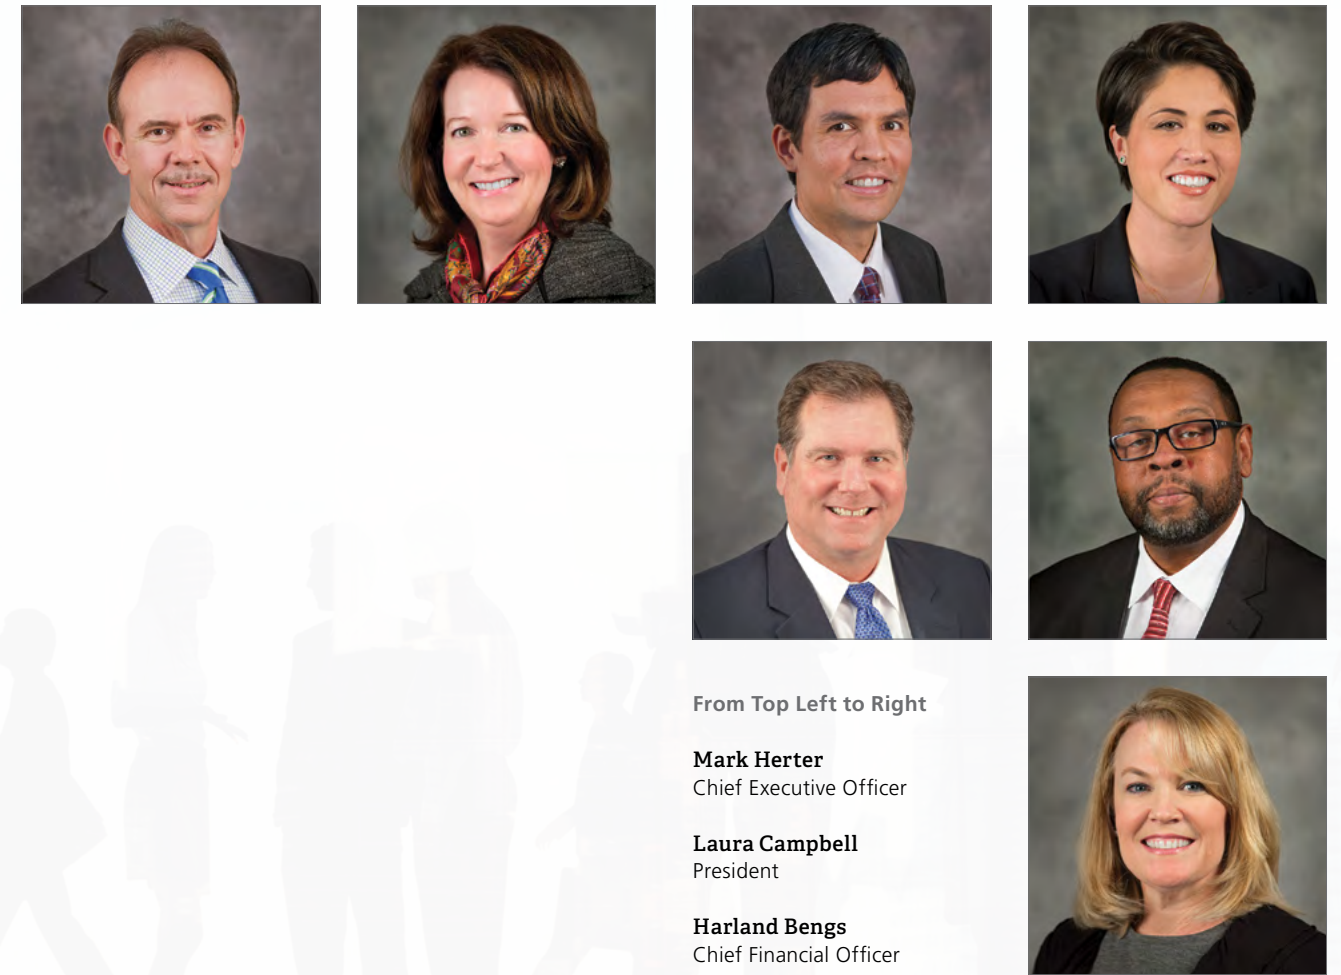 From Top Left to Right
Mark Herter
Chief Executive Officer
Laura Campbell
President
Harland Bengs
Chief Financial Officer